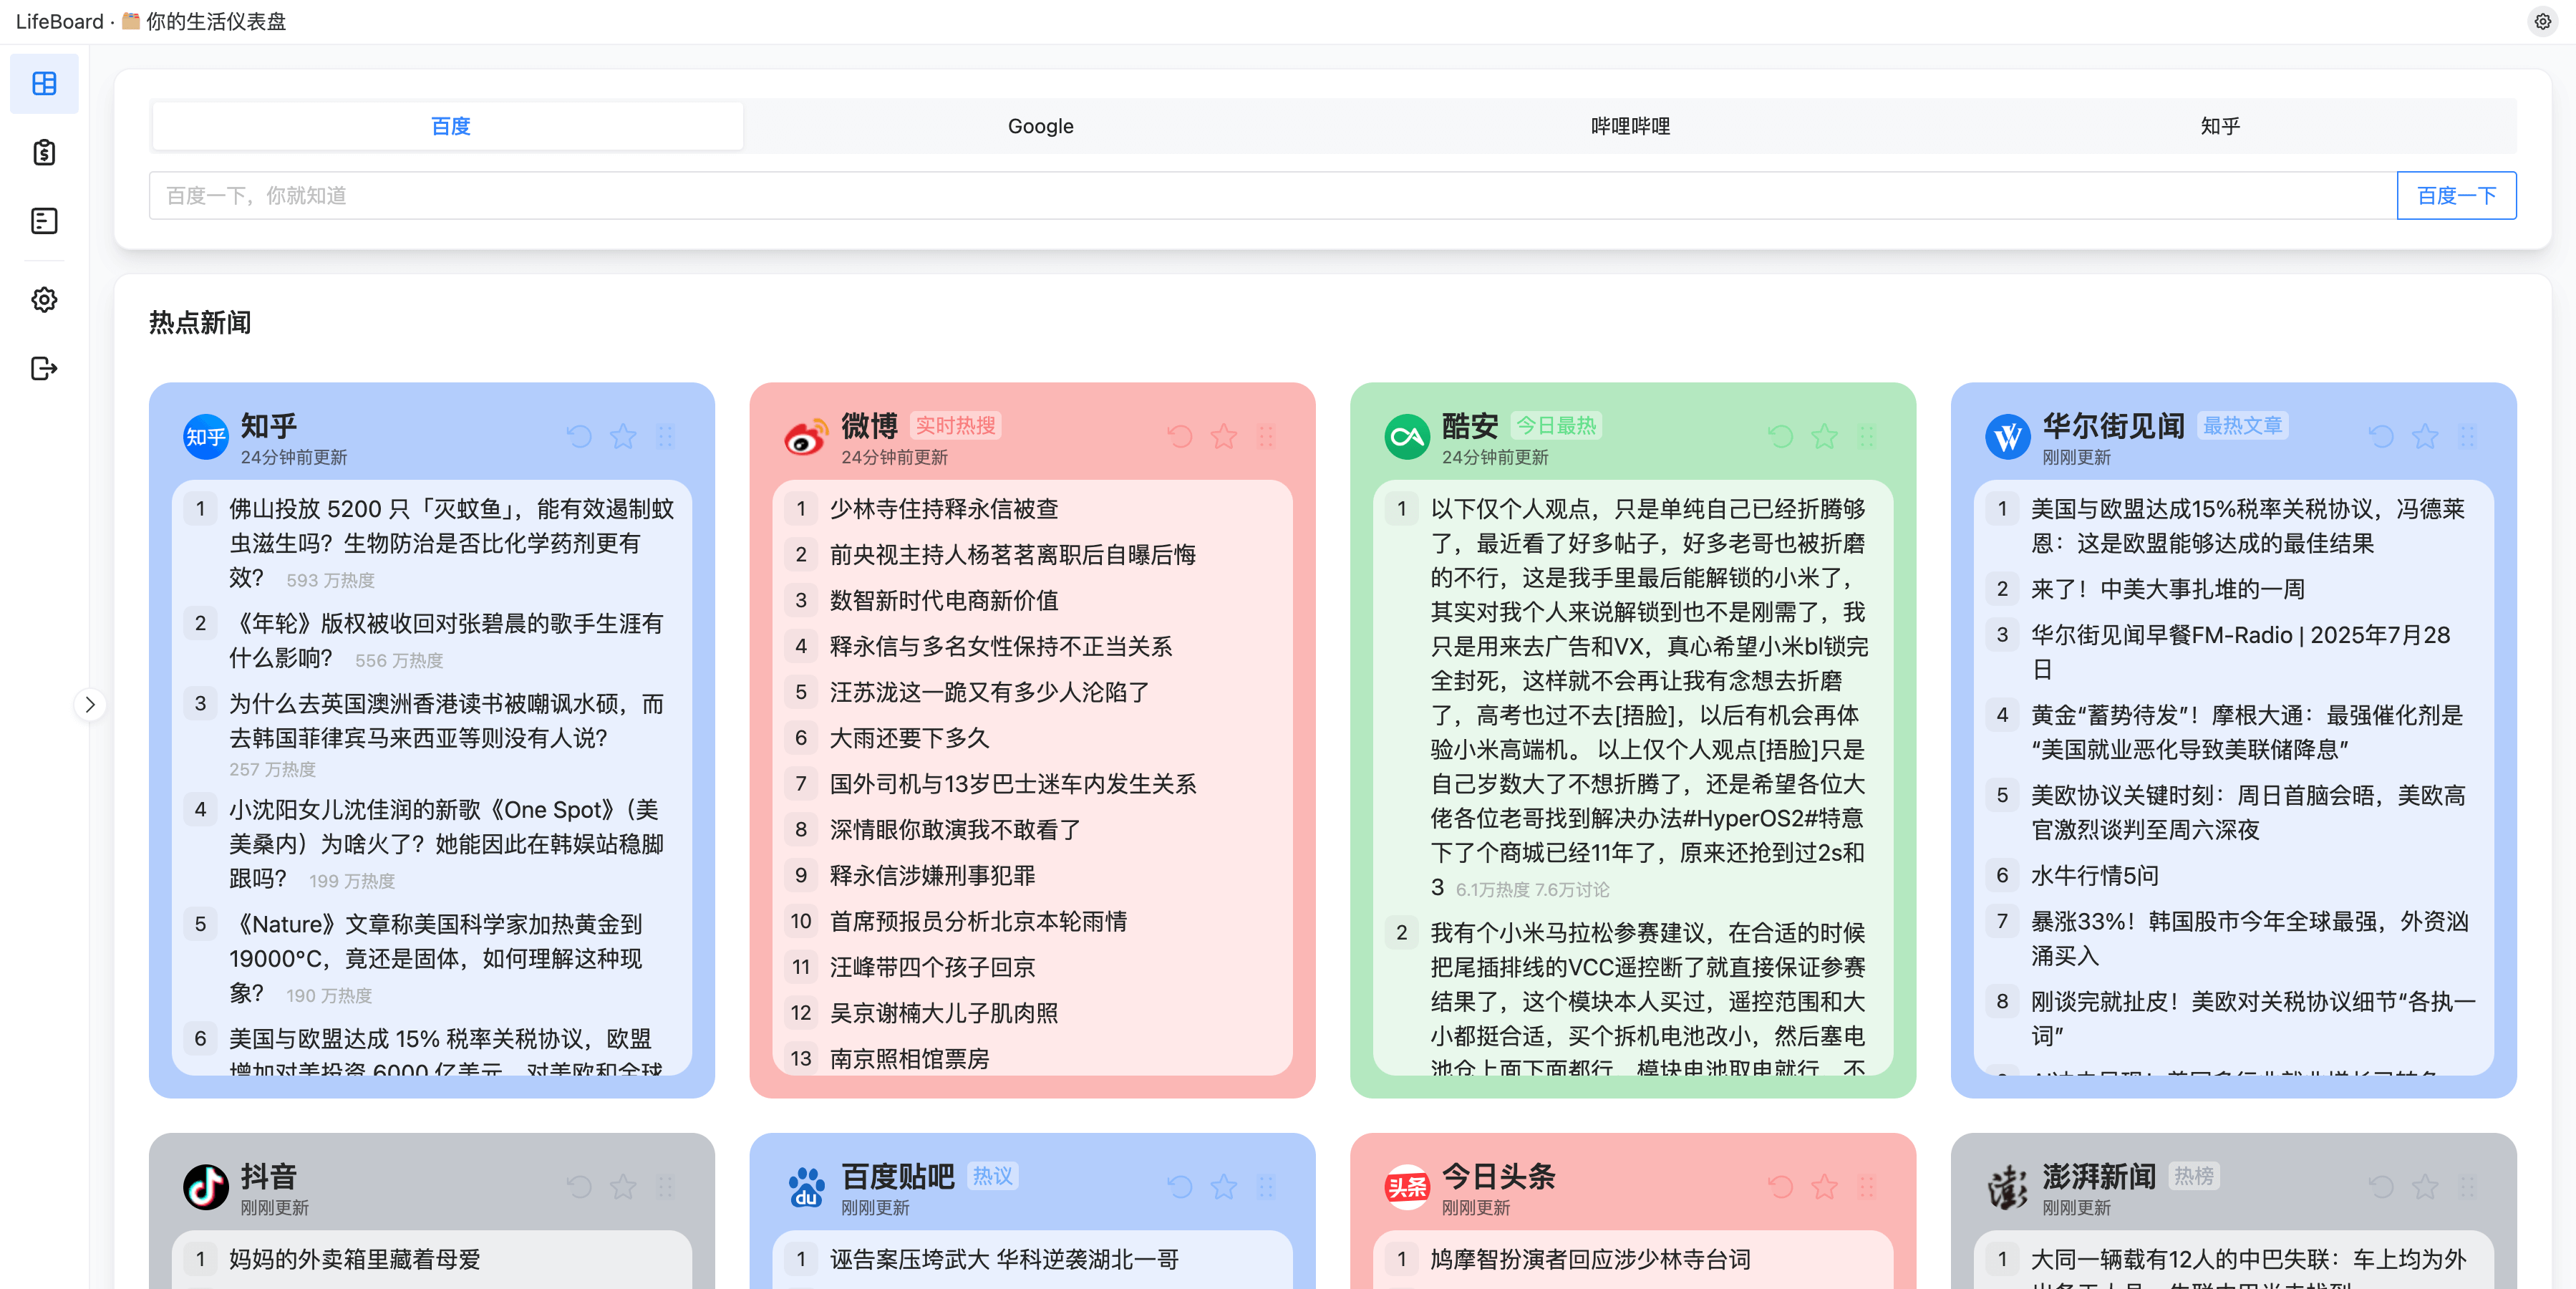 LifeBoard · 你的生活仪表盘
百度
Google
哔哩哔哩
知乎
百度一下，你就知道
百度一下
热点新闻
知乎
知乎
24分钟前更新
1
佛山投放 5200 只「灭蚊鱼」，能有效遏制蚊
虫滋生吗？生物防治是否比化学药剂更有
效？ 593 万热度
2
《年轮》版权被收回对张碧晨的歌手生涯有
什么影响？ 556 万热度
3
为什么去英国澳洲香港读书被嘲讽水硕，而
去韩国菲律宾马来西亚等则没有人说？
257 万热度
4
小沈阳女儿沈佳润的新歌《One Spot》（美
美桑内）为啥火了？她能因此在韩娱站稳脚
跟吗？ 199 万热度
5
《Nature》文章称美国科学家加热黄金到
19000°C，竟还是固体，如何理解这种现
象？ 190 万热度
6
美国与欧盟达成 15% 税率关税协议，欧盟
增加对美投资 6000 亿美元，对美欧和全球
微博 实时热搜
24分钟前更新
1 少林寺住持释永信被查
2 前央视主持人杨茗茗离职后自曝后悔
3 数智新时代电商新价值
4 释永信与多名女性保持不正当关系
5 汪苏泷这一跪又有多少人沦陷了
6 大雨还要下多久
7 国外司机与13岁巴士迷车内发生关系
8 深情眼你敢演我不敢看了
9 释永信涉嫌刑事犯罪
10 首席预报员分析北京本轮雨情
11 汪峰带四个孩子回京
12 吴京谢楠大儿子肌肉照
13 南京照相馆票房
酷安 今日最热
24分钟前更新
1
以下仅个人观点，只是单纯自己已经折腾够
了，最近看了好多帖子，好多老哥也被折磨
的不行，这是我手里最后能解锁的小米了，
其实对我个人来说解锁到也不是刚需了，我
只是用来去广告和VX，真心希望小米bl锁完
全封死，这样就不会再让我有念想去折磨
了，高考也过不去[捂脸]，以后有机会再体
验小米高端机。 以上仅个人观点[捂脸]只是
自己岁数大了不想折腾了，还是希望各位大
佬各位老哥找到解决办法#HyperOS2#特意
下了个商城已经11年了，原来还抢到过2s和
3 6.1万热度 7.6万讨论
2
我有个小米马拉松参赛建议，在合适的时候
把尾插排线的VCC遥控断了就直接保证参赛
结果了，这个模块本人买过，遥控范围和大
小都挺合适，买个拆机电池改小，然后塞电
池仓上面下面都行，模块电池取电就行，不
华尔街见闻 最热文章
刚刚更新
1
美国与欧盟达成15%税率关税协议，冯德莱
恩：这是欧盟能够达成的最佳结果
2 来了！中美大事扎堆的一周
3
华尔街见闻早餐FM-Radio | 2025年7月28
日
4
黄金“蓄势待发”！摩根大通：最强催化剂是
“美国就业恶化导致美联储降息”
5
美欧协议关键时刻：周日首脑会晤，美欧高
官激烈谈判至周六深夜
6 水牛行情5问
7
暴涨33%！韩国股市今年全球最强，外资汹
涌买入
8
刚谈完就扯皮！美欧对关税协议细节“各执一
词”
抖音
刚刚更新
1 妈妈的外卖箱里藏着母爱
du
百度贴吧 热议
刚刚更新
1 诬告案压垮武大 华科逆袭湖北一哥
头条
今日头条
刚刚更新
1 鸠摩智扮演者回应涉少林寺台词
澎
澎湃新闻 热榜
刚刚更新
1 大同一辆载有12人的中巴失联：车上均为外